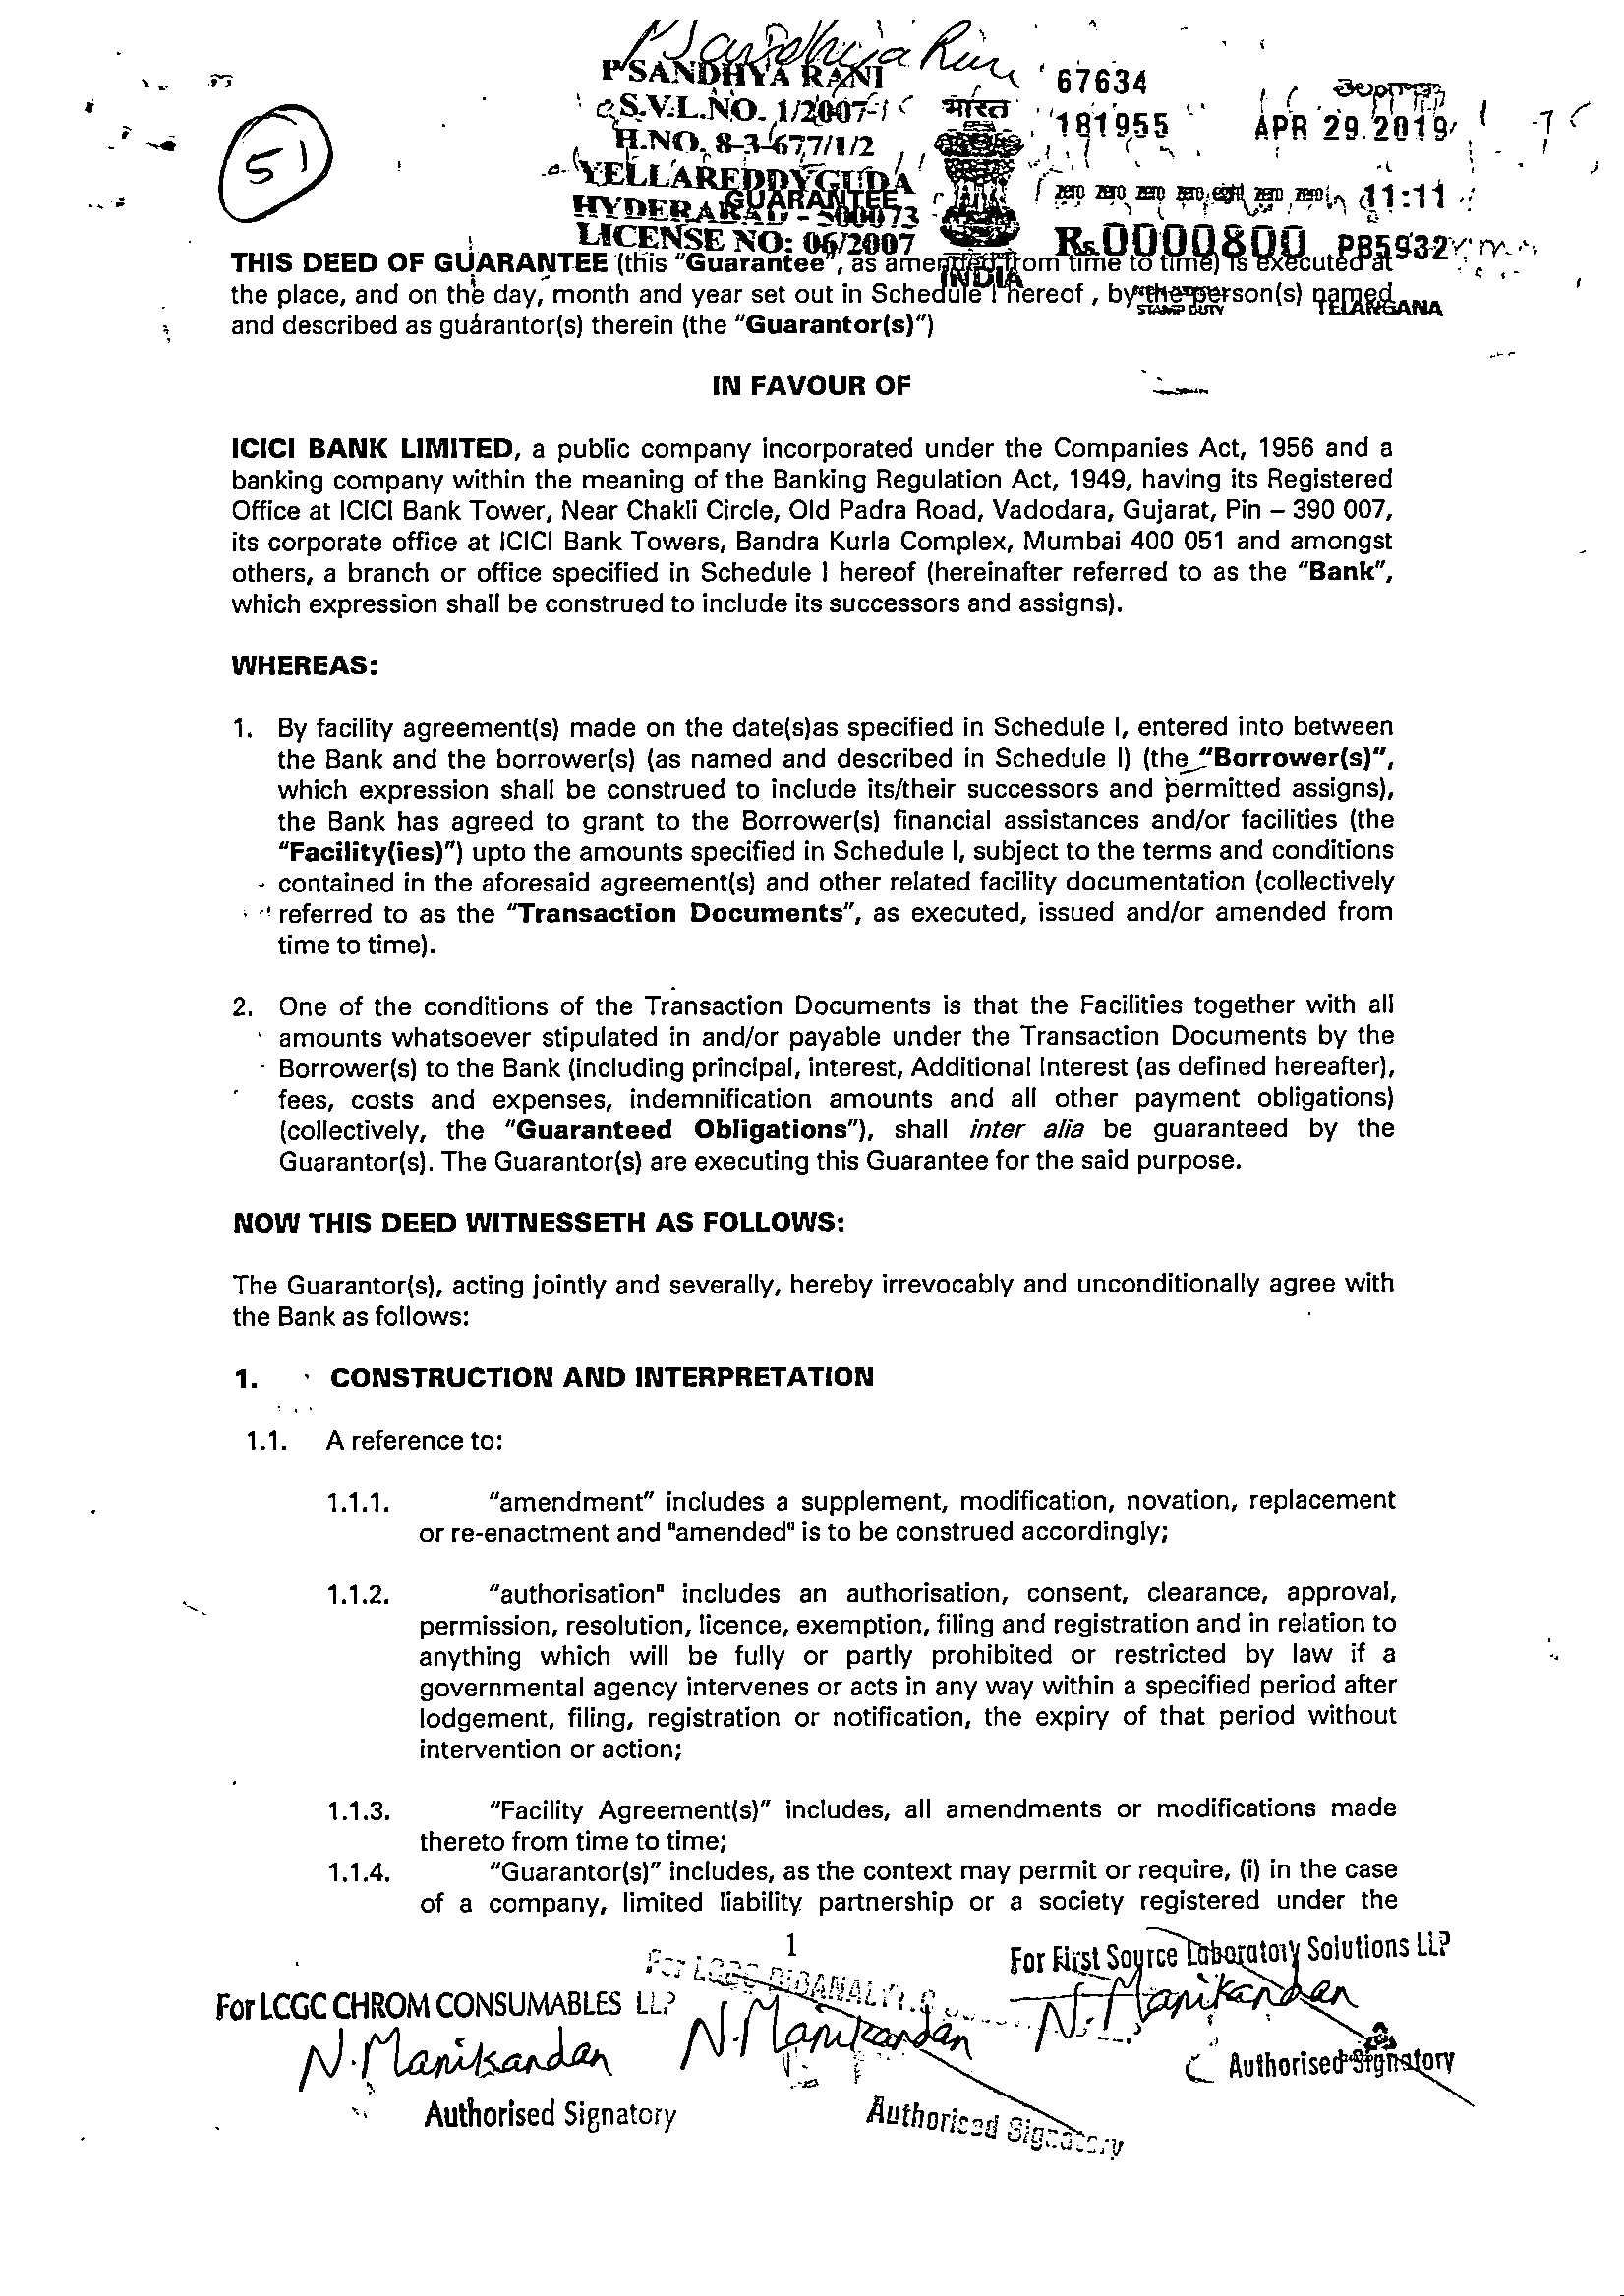 P SANDHYA RANI
S.V.L.NO. 1/2007
H.NO. 8-3-677/1/2
YELLAREDDYGUDA
HYDERABAD - 500073
LICENSE NO: 06/2007
GUARANTEE
51
भारत
INDIA
67634
181955
తెలంగాణ
APR 29 2019
zero zero zero zero eight zero zero 11:11
Rs.0000800 PB5932
STAMP DUTY
TELANGANA
THIS DEED OF GUARANTEE (this "Guarantee", as amended from time to time) is executed at
the place, and on the day, month and year set out in Schedule I hereof , by the person(s) named
and described as guarantor(s) therein (the "Guarantor(s)")
IN FAVOUR OF
ICICI BANK LIMITED, a public company incorporated under the Companies Act, 1956 and a
banking company within the meaning of the Banking Regulation Act, 1949, having its Registered
Office at ICICI Bank Tower, Near Chakli Circle, Old Padra Road, Vadodara, Gujarat, Pin – 390 007,
its corporate office at ICICI Bank Towers, Bandra Kurla Complex, Mumbai 400 051 and amongst
others, a branch or office specified in Schedule I hereof (hereinafter referred to as the "Bank",
which expression shall be construed to include its successors and assigns).
WHEREAS:
1. By facility agreement(s) made on the date(s)as specified in Schedule I, entered into between
the Bank and the borrower(s) (as named and described in Schedule I) (the "Borrower(s)",
which expression shall be construed to include its/their successors and permitted assigns),
the Bank has agreed to grant to the Borrower(s) financial assistances and/or facilities (the
"Facility(ies)") upto the amounts specified in Schedule I, subject to the terms and conditions
contained in the aforesaid agreement(s) and other related facility documentation (collectively
referred to as the "Transaction Documents", as executed, issued and/or amended from
time to time).
2. One of the conditions of the Transaction Documents is that the Facilities together with all
amounts whatsoever stipulated in and/or payable under the Transaction Documents by the
Borrower(s) to the Bank (including principal, interest, Additional Interest (as defined hereafter),
fees, costs and expenses, indemnification amounts and all other payment obligations)
(collectively, the "Guaranteed Obligations"), shall inter alia be guaranteed by the
Guarantor(s). The Guarantor(s) are executing this Guarantee for the said purpose.
NOW THIS DEED WITNESSETH AS FOLLOWS:
The Guarantor(s), acting jointly and severally, hereby irrevocably and unconditionally agree with
the Bank as follows:
1. CONSTRUCTION AND INTERPRETATION
1.1. A reference to:
1.1.1. "amendment" includes a supplement, modification, novation, replacement
or re-enactment and "amended" is to be construed accordingly;
1.1.2. "authorisation" includes an authorisation, consent, clearance, approval,
permission, resolution, licence, exemption, filing and registration and in relation to
anything which will be fully or partly prohibited or restricted by law if a
governmental agency intervenes or acts in any way within a specified period after
lodgement, filing, registration or notification, the expiry of that period without
intervention or action;
1.1.3. "Facility Agreement(s)" includes, all amendments or modifications made
thereto from time to time;
1.1.4. "Guarantor(s)" includes, as the context may permit or require, (i) in the case
of a company, limited liability partnership or a society registered under the
1
For LCGC CHROM CONSUMABLES LLP
N. Manikandan
Authorised Signatory
For LCGC BIOANALYTIC
N. Manikandan
Authorised Signatory
For First Source Laboratory Solutions LLP
N. Manikandan
Authorised Signatory